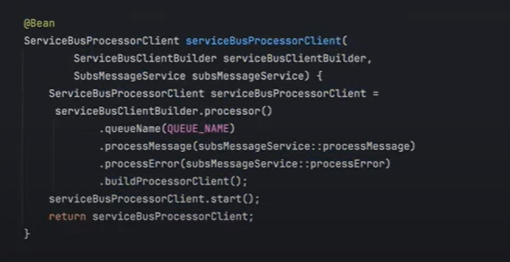 @Bean
ServiceBusProcessorClient serviceBusProcessorClient(
ServiceBusClientBuilder serviceBusClientBuilder,
SubsMessageService subsMessageService) {
ServiceBusProcessorClient serviceBusProcessorClient =
serviceBusClientBuilder.processor()
.queueName(QUEUE_NAME)
.processMessage(subsMessageService::processMessage)
.processError(subsMessageService::processError)
.buildProcessorClient();
serviceBusProcessorClient.start();
return serviceBusProcessorClient;
}